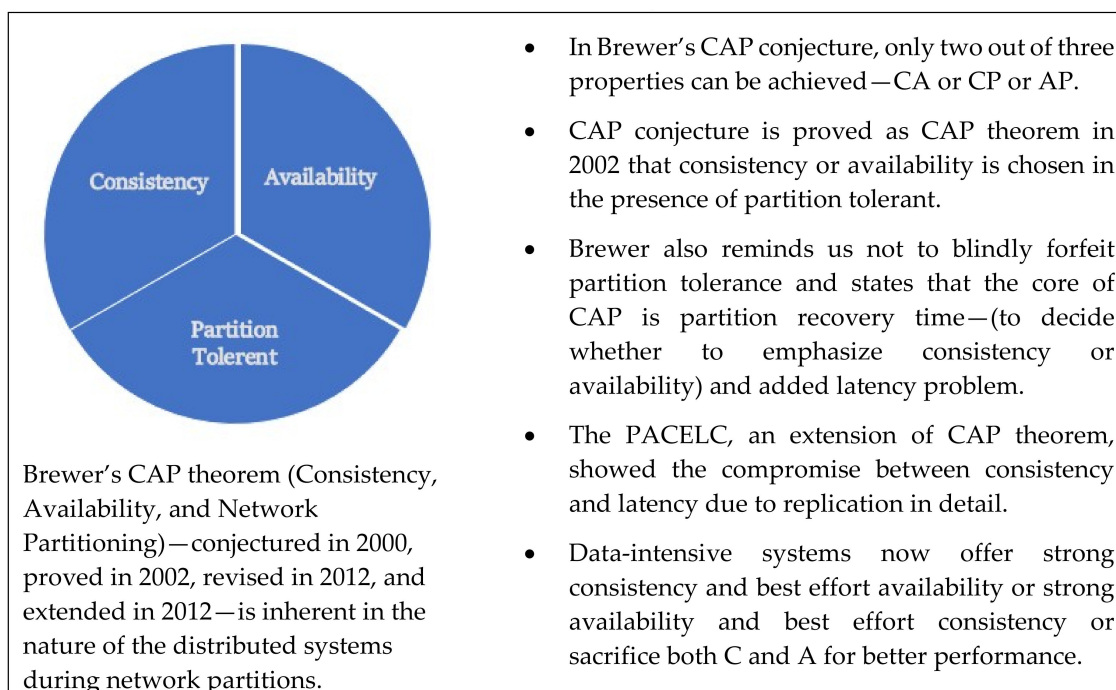 Consistency
Availability
Partition
Tolerent
Brewer’s CAP theorem (Consistency,
Availability, and Network
Partitioning)—conjectured in 2000,
proved in 2002, revised in 2012, and
extended in 2012—is inherent in the
nature of the distributed systems
during network partitions.
• In Brewer’s CAP conjecture, only two out of three
properties can be achieved—CA or CP or AP.
• CAP conjecture is proved as CAP theorem in
2002 that consistency or availability is chosen in
the presence of partition tolerant.
• Brewer also reminds us not to blindly forfeit
partition tolerance and states that the core of
CAP is partition recovery time—(to decide
whether to emphasize consistency or
availability) and added latency problem.
• The PACELC, an extension of CAP theorem,
showed the compromise between consistency
and latency due to replication in detail.
• Data-intensive systems now offer strong
consistency and best effort availability or strong
availability and best effort consistency or
sacrifice both C and A for better performance.